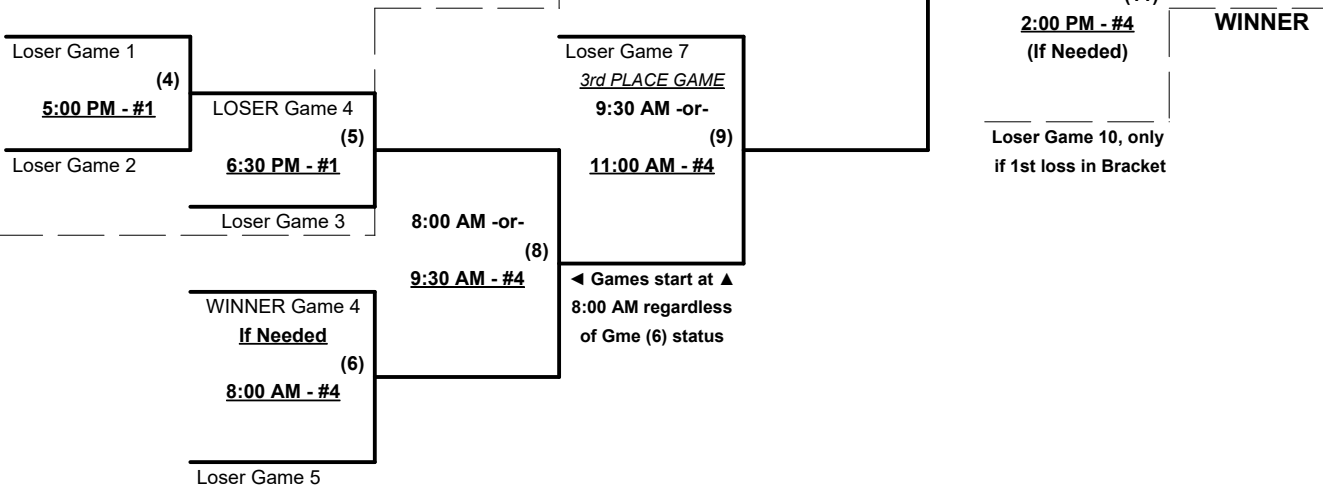 2:00 PM - #4
(If Needed)
WINNER
Loser Game 1
(4)
5:00 PM - #1
Loser Game 2
LOSER Game 4
(5)
6:30 PM - #1
Loser Game 3
Loser Game 7
3rd PLACE GAME
9:30 AM -or-
(9)
11:00 AM - #4
Loser Game 10, only
if 1st loss in Bracket
8:00 AM -or-
(8)
9:30 AM - #4
◄ Games start at ▲
8:00 AM regardless
of Gme (6) status
WINNER Game 4
If Needed
(6)
8:00 AM - #4
Loser Game 5